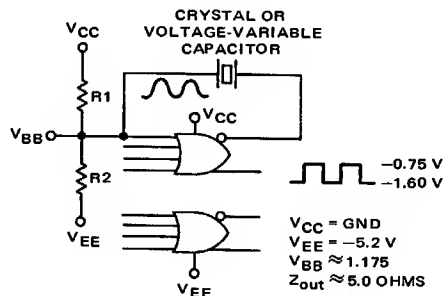 CRYSTAL OR
VOLTAGE-VARIABLE
CAPACITOR
VCC
R1
VCC
VBB
R2
VEE
−0.75 V
−1.60 V
VEE
VCC = GND
VEE = −5.2 V
VBB ≈ 1.175
Zout ≈ 5.0 OHMS